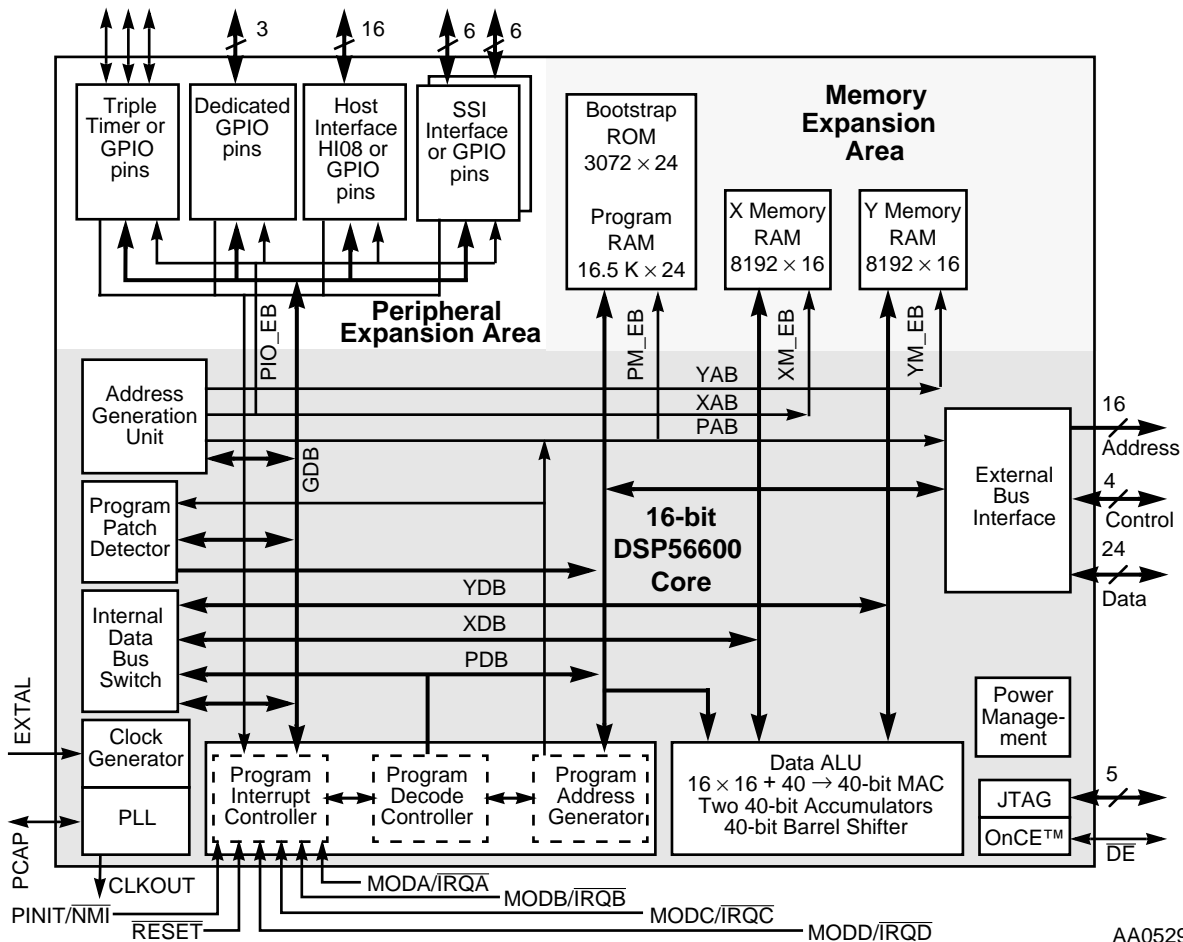 3
16
6
6
Triple
Timer or
GPIO
pins
Dedicated
GPIO
pins
Host
Interface
HI08 or
GPIO
pins
SSI
Interface
or GPIO
pins
Bootstrap
ROM
3072 × 24
Program
RAM
16.5 K × 24
Memory
Expansion
Area
X Memory
RAM
8192 × 16
Y Memory
RAM
8192 × 16
Peripheral
Expansion Area
PIO_EB
PM_EB
XM_EB
YM_EB
Address
Generation
Unit
YAB
XAB
PAB
GDB
External
Bus
Interface
16
Address
4
Control
24
Data
Program
Patch
Detector
16-bit
DSP56600
Core
YDB
XDB
PDB
Internal
Data
Bus
Switch
EXTAL
Clock
Generator
PLL
PCAP
CLKOUT
Program
Interrupt
Controller
Program
Decode
Controller
Program
Address
Generator
Data ALU
16 × 16 + 40 → 40-bit MAC
Two 40-bit Accumulators
40-bit Barrel Shifter
Power
Manage-
ment
JTAG
5
OnCE™
DE
MODA/IRQA
MODB/IRQB
PINIT/NMI
MODC/IRQC
RESET
MODD/IRQD
AA0529